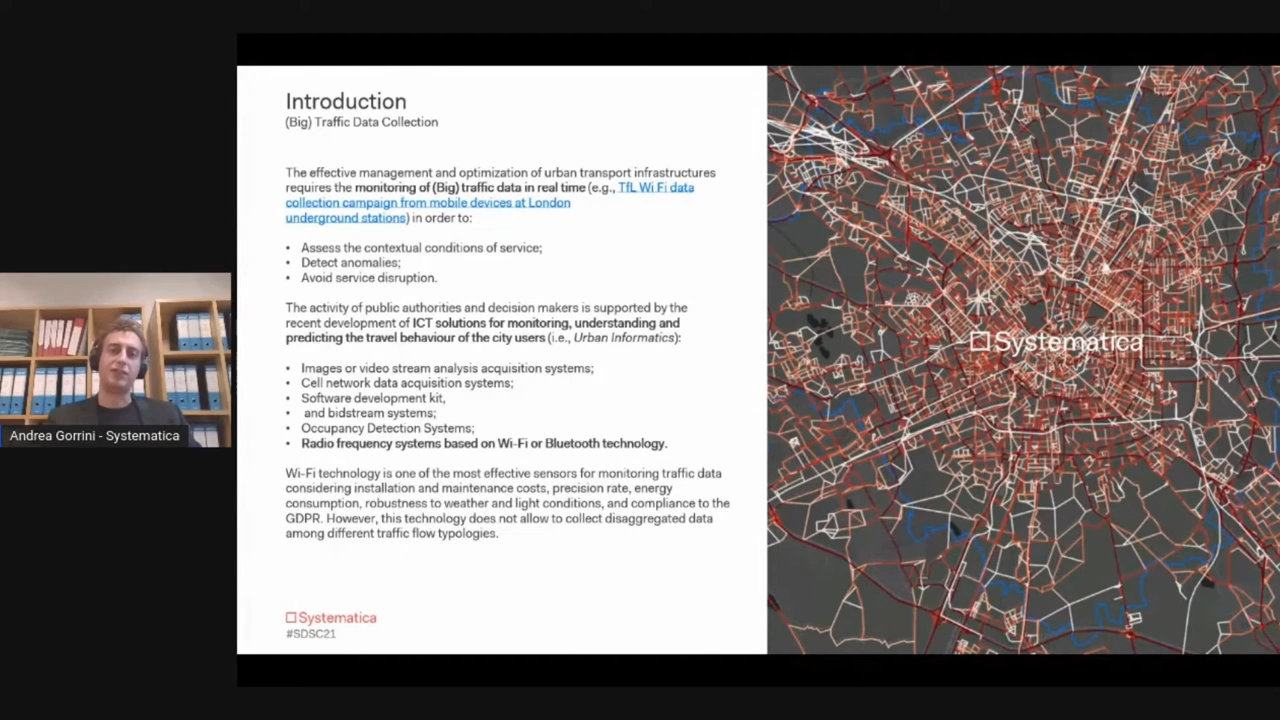 Introduction
(Big) Traffic Data Collection
The effective management and optimization of urban transport infrastructures
requires the monitoring of (Big) traffic data in real time (e.g., TfL Wi Fi data
collection campaign from mobile devices at London
underground stations) in order to:
• Assess the contextual conditions of service;
• Detect anomalies;
• Avoid service disruption.
The activity of public authorities and decision makers is supported by the
recent development of ICT solutions for monitoring, understanding and
predicting the travel behaviour of the city users (i.e., Urban Informatics):
• Images or video stream analysis acquisition systems;
• Cell network data acquisition systems;
• Software development kit,
• and bidstream systems;
• Occupancy Detection Systems;
• Radio frequency systems based on Wi-Fi or Bluetooth technology.
Wi-Fi technology is one of the most effective sensors for monitoring traffic data
considering installation and maintenance costs, precision rate, energy
consumption, robustness to weather and light conditions, and compliance to the
GDPR. However, this technology does not allow to collect disaggregated data
among different traffic flow typologies.
Systematica
#SDSC21
Systematica
Andrea Gorrini - Systematica